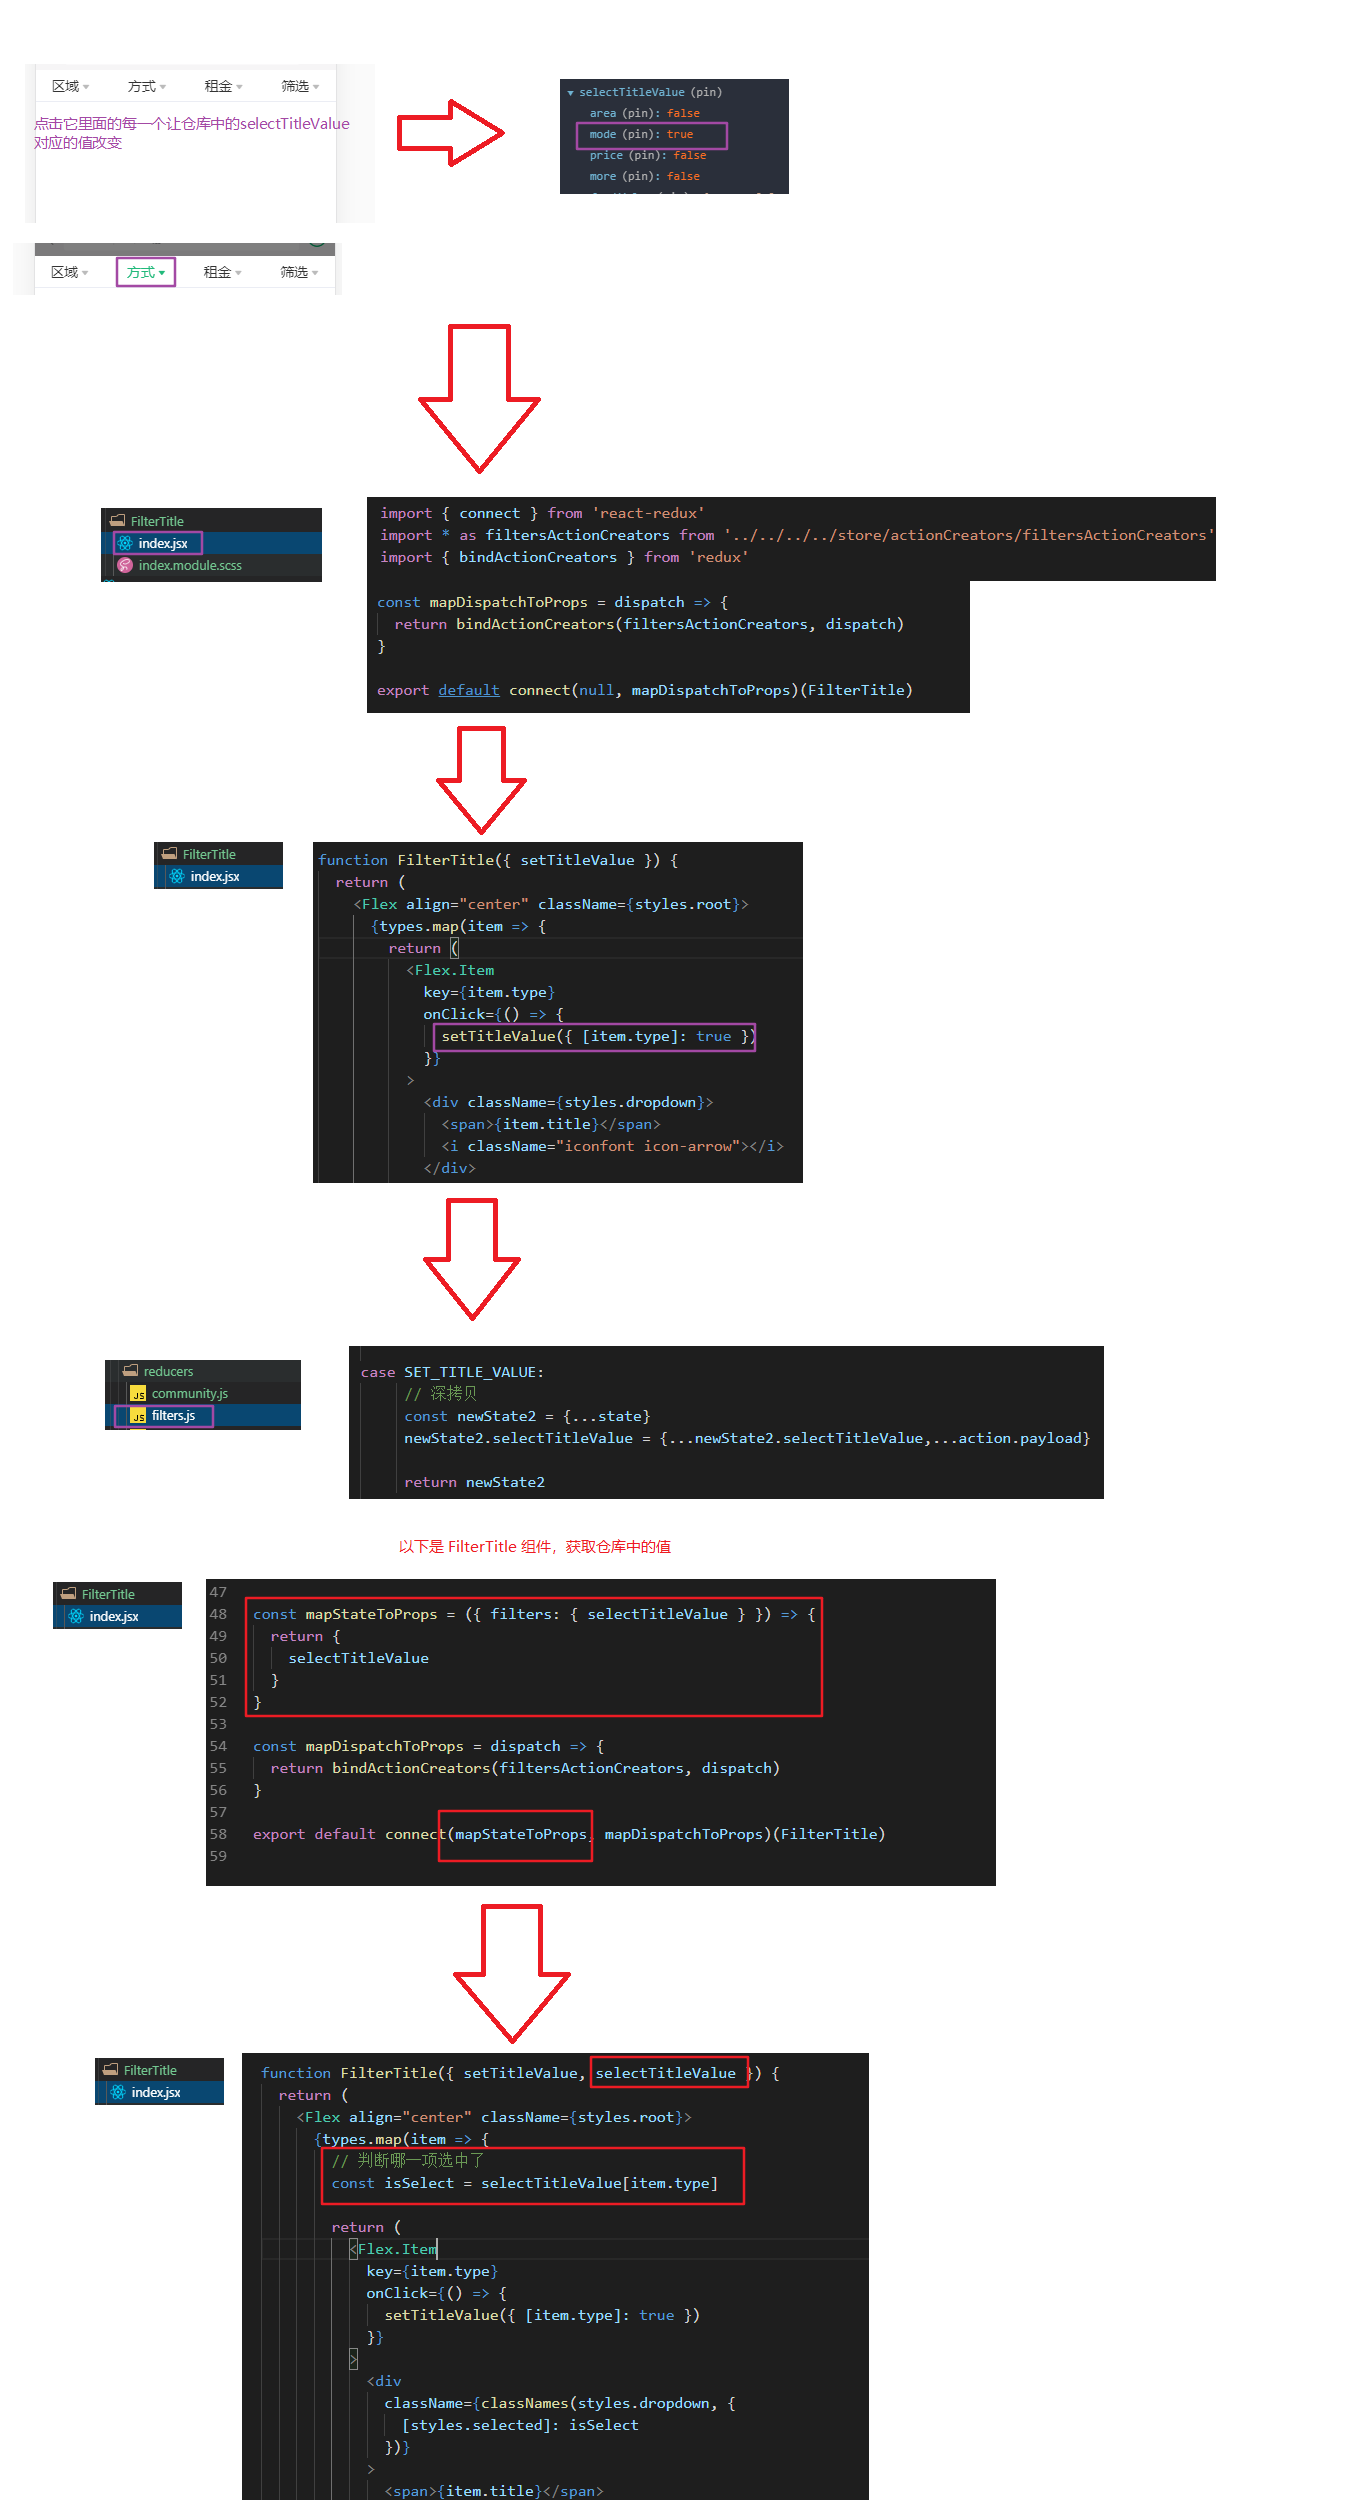 区域 方式 租金 筛选
点击它里面的每一个让仓库中的selectTitleValue
对应的值改变
selectTitleValue (pin)
area (pin): false
mode (pin): true
price (pin): false
more (pin): false
区域 方式 租金 筛选
FilterTitle
index.jsx
index.module.scss
import { connect } from 'react-redux'
import * as filtersActionCreators from '../../../../store/actionCreators/filtersActionCreators'
import { bindActionCreators } from 'redux'
const mapDispatchToProps = dispatch => {
return bindActionCreators(filtersActionCreators, dispatch)
}
export default connect(null, mapDispatchToProps)(FilterTitle)
FilterTitle
index.jsx
function FilterTitle({ setTitleValue }) {
return (
<Flex align="center" className={styles.root}>
{types.map(item => {
return (
<Flex.Item
key={item.type}
onClick={() => {
setTitleValue({ [item.type]: true })
}}
>
<div className={styles.dropdown}>
<span>{item.title}</span>
<i className="iconfont icon-arrow"></i>
</div>
reducers
JS community.js
JS filters.js
case SET_TITLE_VALUE:
// 深拷贝
const newState2 = {...state}
newState2.selectTitleValue = {...newState2.selectTitleValue,...action.payload}
return newState2
以下是 FilterTitle 组件，获取仓库中的值
FilterTitle
index.jsx
47
48 const mapStateToProps = ({ filters: { selectTitleValue } }) => {
49 return {
50 selectTitleValue
51 }
52 }
53
54 const mapDispatchToProps = dispatch => {
55 return bindActionCreators(filtersActionCreators, dispatch)
56 }
57
58 export default connect(mapStateToProps, mapDispatchToProps)(FilterTitle)
59
FilterTitle
index.jsx
function FilterTitle({ setTitleValue, selectTitleValue }) {
return (
<Flex align="center" className={styles.root}>
{types.map(item => {
// 判断哪一项选中了
const isSelect = selectTitleValue[item.type]
return (
<Flex.Item
key={item.type}
onClick={() => {
setTitleValue({ [item.type]: true })
}}
>
<div
className={classNames(styles.dropdown, {
[styles.selected]: isSelect
})}
>
<span>{item.title}</span>